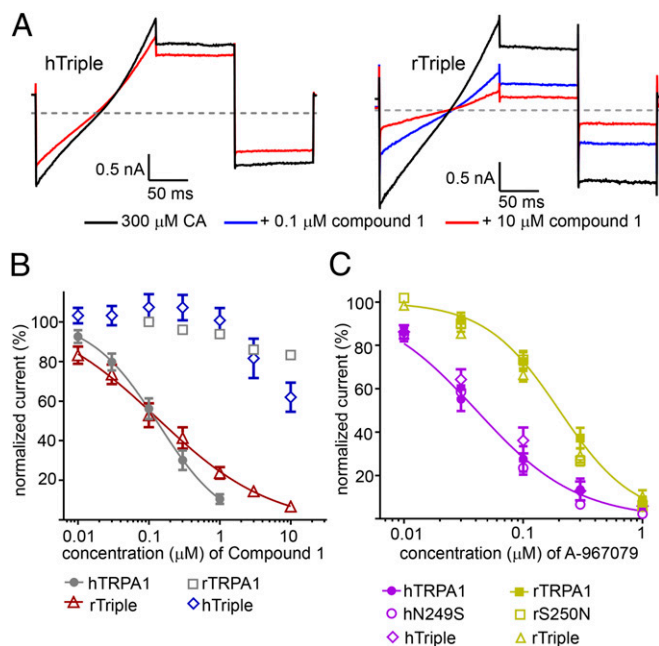 A
hTriple
rTriple
0.5 nA
50 ms
0.5 nA
50 ms
300 µM CA + 0.1 µM compound 1 + 10 µM compound 1
B
normalized current (%)
100
80
60
40
20
0.01 0.1 1 10
concentration (µM) of Compound 1
hTRPA1 rTRPA1
rTriple hTriple
C
normalized current (%)
100
80
60
40
20
0.01 0.1 1
concentration (µM) of A-967079
hTRPA1 rTRPA1
hN249S rS250N
hTriple rTriple